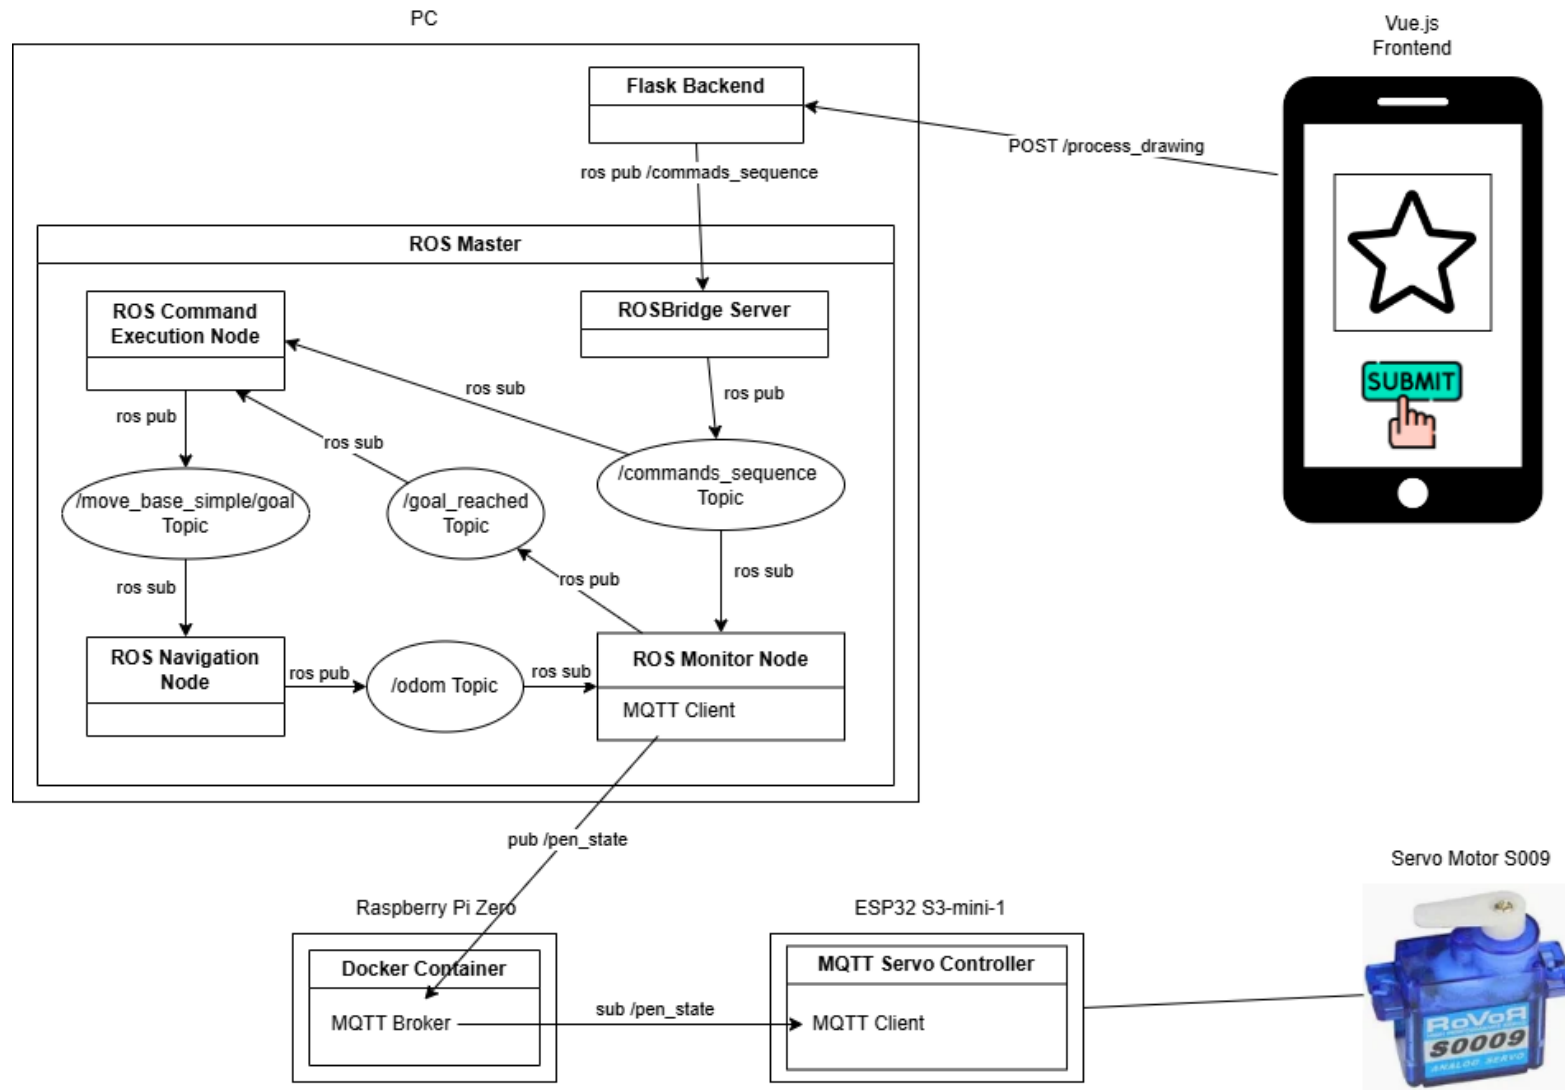 PC
Vue.js
Frontend
Flask Backend
POST /process_drawing
ros pub /commads_sequence
ROS Master
ROS Command
Execution Node
ROSBridge Server
SUBMIT
ros sub
ros pub
ros pub
ros sub
/commands_sequence
Topic
/move_base_simple/goal
Topic
/goal_reached
Topic
ros sub
ros pub
ros sub
ROS Navigation
Node
ros pub
/odom Topic
ros sub
ROS Monitor Node
MQTT Client
pub /pen_state
Servo Motor S009
Raspberry Pi Zero
ESP32 S3-mini-1
Docker Container
MQTT Broker
sub /pen_state
MQTT Servo Controller
MQTT Client
RoVoR
S0009
ANALOG SERVO